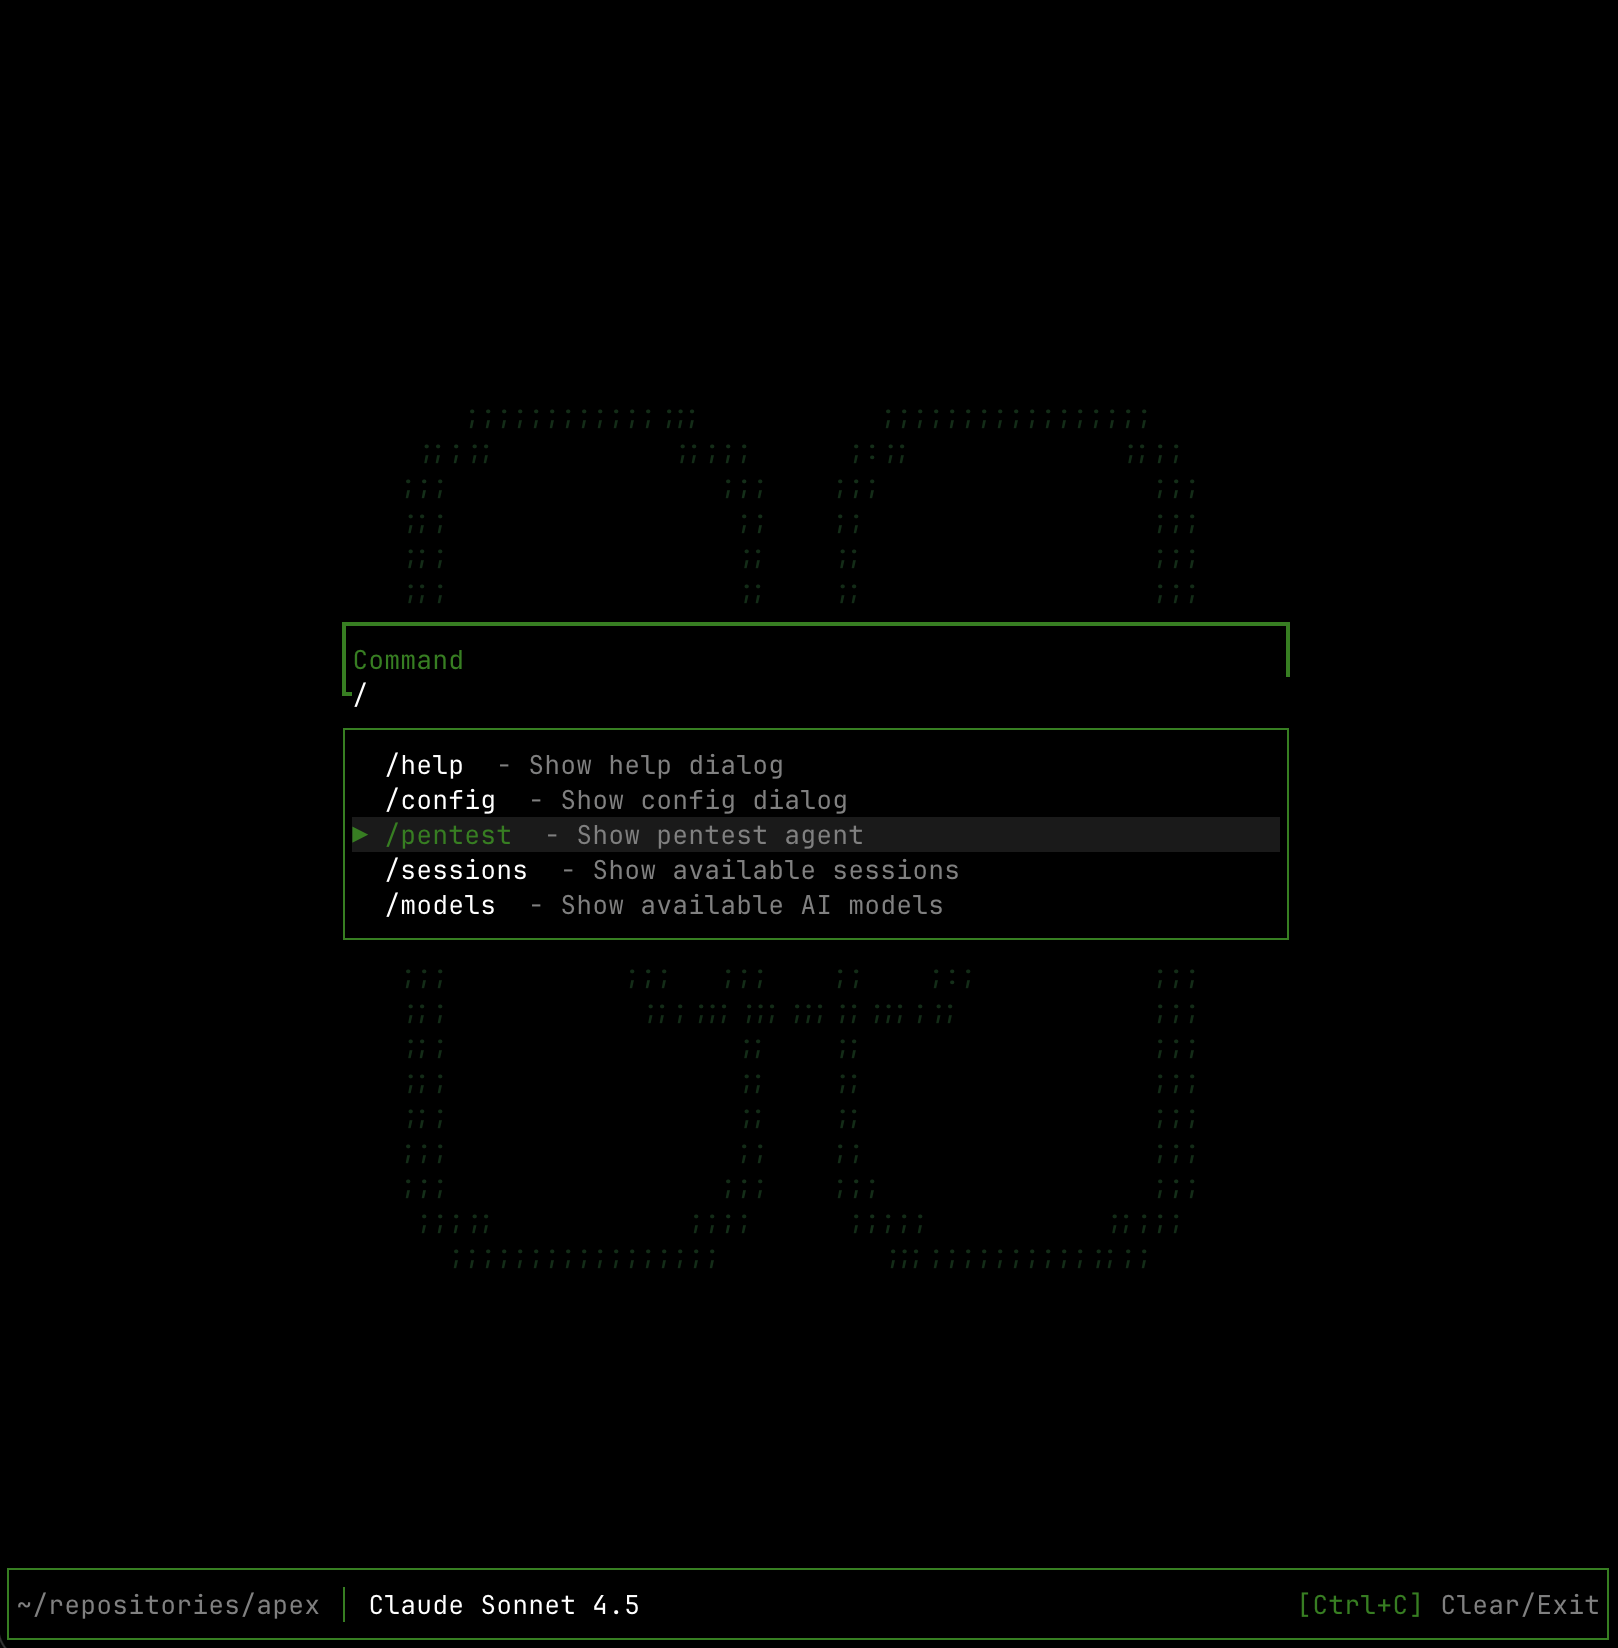 Command
/
/help - Show help dialog
/config - Show config dialog
▶ /pentest - Show pentest agent
/sessions - Show available sessions
/models - Show available AI models
~/repositories/apex │ Claude Sonnet 4.5 [Ctrl+C] Clear/Exit